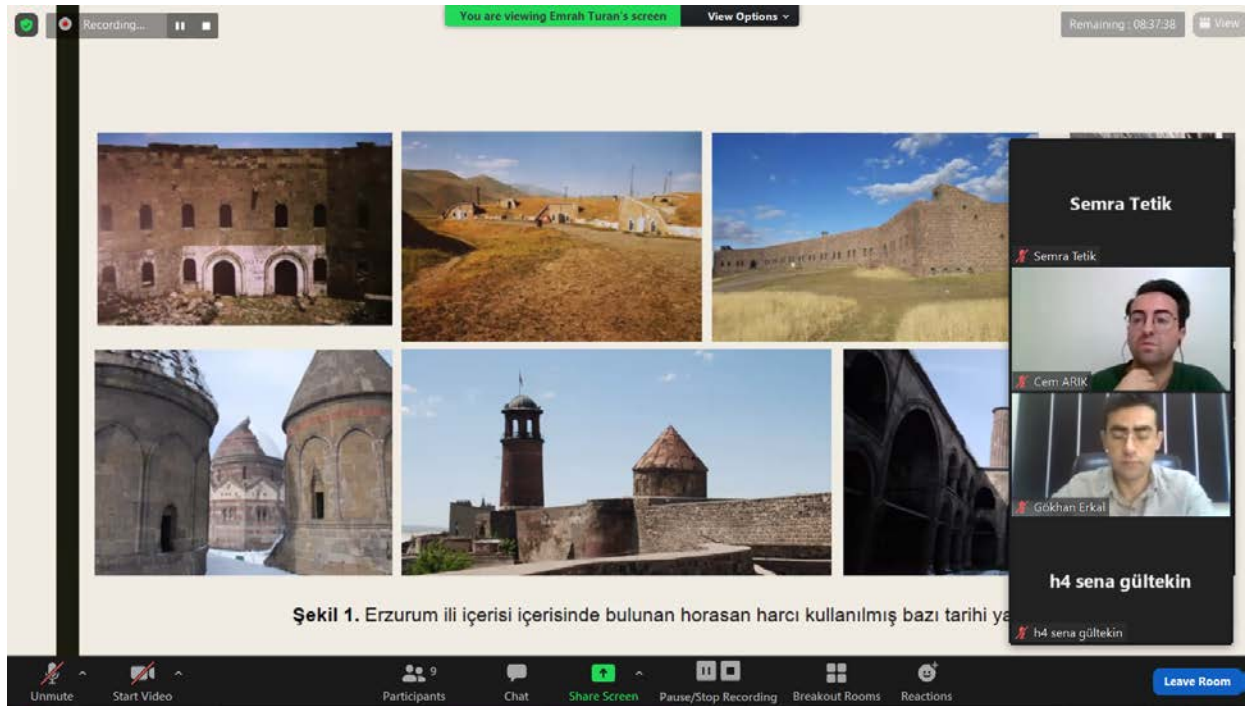 Recording...
You are viewing Emrah Turan's screen
View Options
Remaining : 08:37:38
View
Semra Tetik
Semra Tetik
Cem ARIK
Gökhan Erkal
h4 sena gültekin
h4 sena gültekin
Şekil 1. Erzurum ili içerisi içerisinde bulunan horasan harcı kullanılmış bazı tarihi
Unmute
Start Video
9
Participants
Chat
Share Screen
Pause/Stop Recording
Breakout Rooms
Reactions
Leave Room